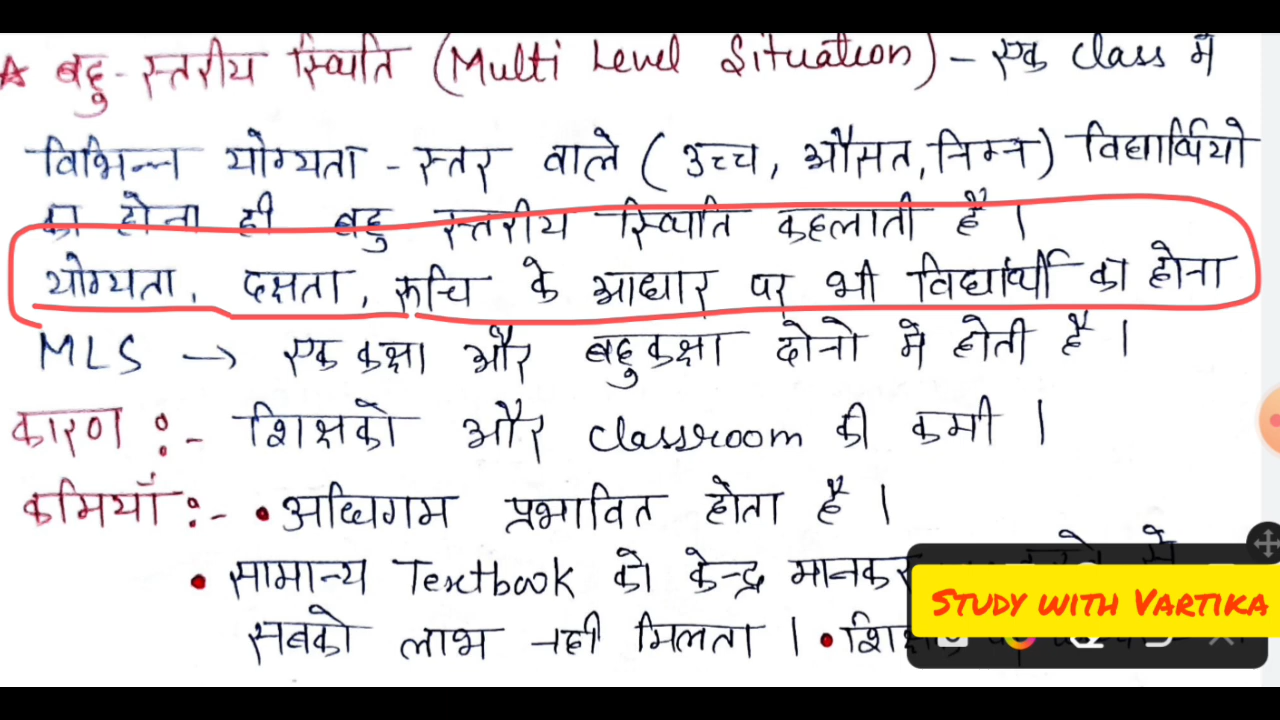 ★ बहु-स्तरीय स्थिति (Multi Level Situation) – एक class में
विभिन्न योग्यता-स्तर वाले (उच्च, औसत, निम्न) विद्यार्थियो
का होना ही बहु स्तरीय स्थिति कहलाती है।
योग्यता, दक्षता, रूचि के आधार पर भी विद्यार्थी का होना
MLS → एक कक्षा और बहुकक्षा दोनो में होती है।
कारण :- शिक्षको और classroom की कमी।
कमियाँ :- • अधिगम प्रभावित होता है।
• सामान्य Textbook को केन्द्र मानकर में
STUDY WITH VARTIKA
सबको लाभ नही मिलता। •